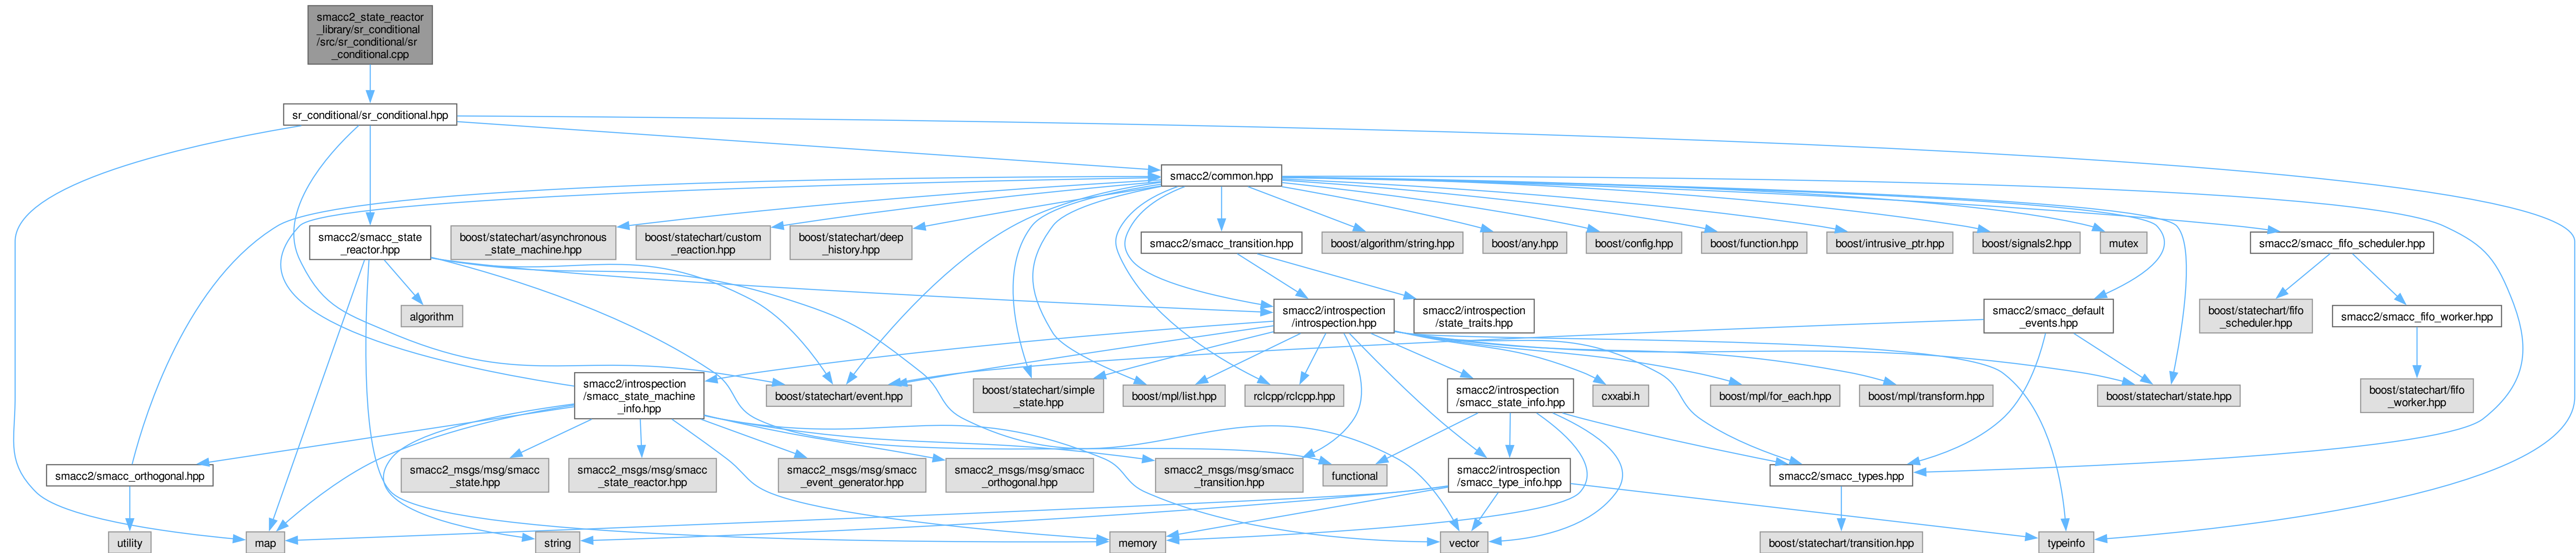 smacc2_state_reactor
_library/sr_conditional
/src/sr_conditional/sr
_conditional.cpp
sr_conditional/sr_conditional.hpp
smacc2/common.hpp
smacc2/smacc_state
_reactor.hpp
boost/statechart/asynchronous
_state_machine.hpp
boost/statechart/custom
_reaction.hpp
boost/statechart/deep
_history.hpp
smacc2/smacc_transition.hpp
boost/algorithm/string.hpp
boost/any.hpp
boost/config.hpp
boost/function.hpp
boost/intrusive_ptr.hpp
boost/signals2.hpp
mutex
smacc2/smacc_fifo_scheduler.hpp
algorithm
smacc2/introspection
/introspection.hpp
smacc2/introspection
/state_traits.hpp
smacc2/smacc_default
_events.hpp
boost/statechart/fifo
_scheduler.hpp
smacc2/smacc_fifo_worker.hpp
smacc2/introspection
/smacc_state_machine
_info.hpp
boost/statechart/event.hpp
boost/statechart/simple
_state.hpp
boost/mpl/list.hpp
rclcpp/rclcpp.hpp
smacc2/introspection
/smacc_state_info.hpp
cxxabi.h
boost/mpl/for_each.hpp
boost/mpl/transform.hpp
boost/statechart/state.hpp
boost/statechart/fifo
_worker.hpp
smacc2/smacc_orthogonal.hpp
smacc2_msgs/msg/smacc
_state.hpp
smacc2_msgs/msg/smacc
_state_reactor.hpp
smacc2_msgs/msg/smacc
_event_generator.hpp
smacc2_msgs/msg/smacc
_orthogonal.hpp
smacc2_msgs/msg/smacc
_transition.hpp
functional
smacc2/introspection
/smacc_type_info.hpp
smacc2/smacc_types.hpp
utility
map
string
memory
vector
boost/statechart/transition.hpp
typeinfo